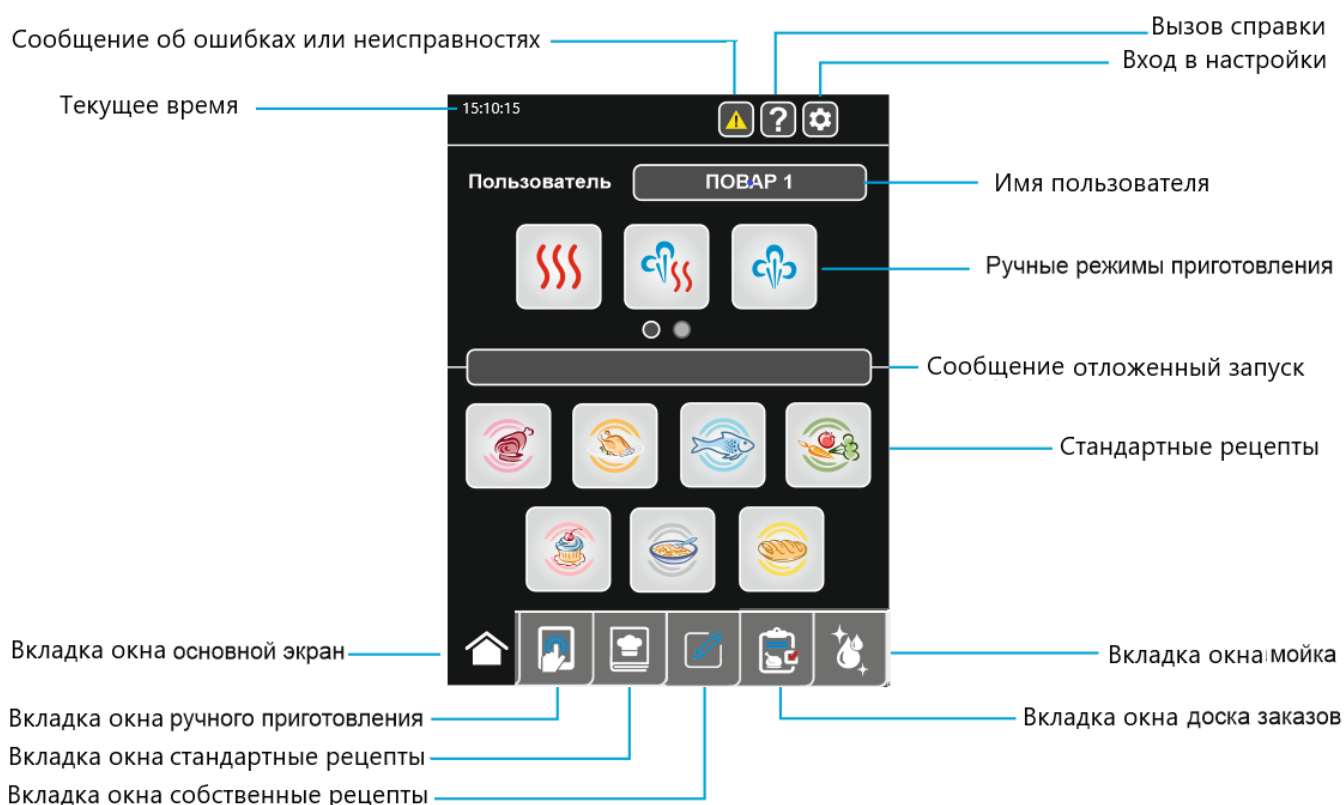 Вызов справки
Сообщение об ошибках или неисправностях
Вход в настройки
Текущее время
15:10:15
Пользователь
ПОВАР 1
Имя пользователя
Ручные режимы приготовления
Сообщение отложенный запуск
Стандартные рецепты
Вкладка окна основной экран
Вкладка окна мойка
Вкладка окна ручного приготовления
Вкладка окна доска заказов
Вкладка окна стандартные рецепты
Вкладка окна собственные рецепты